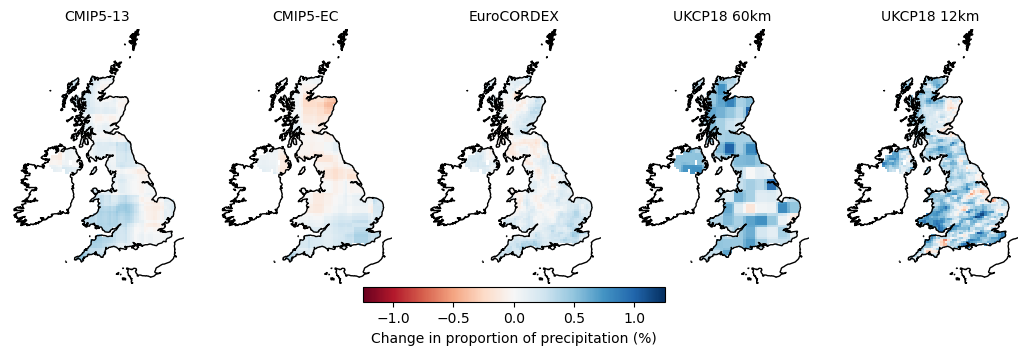 CMIP5-13 CMIP5-EC EuroCORDEX UKCP18 60km UKCP18 12km
−1.0 −0.5 0.0 0.5 1.0
Change in proportion of precipitation (%)